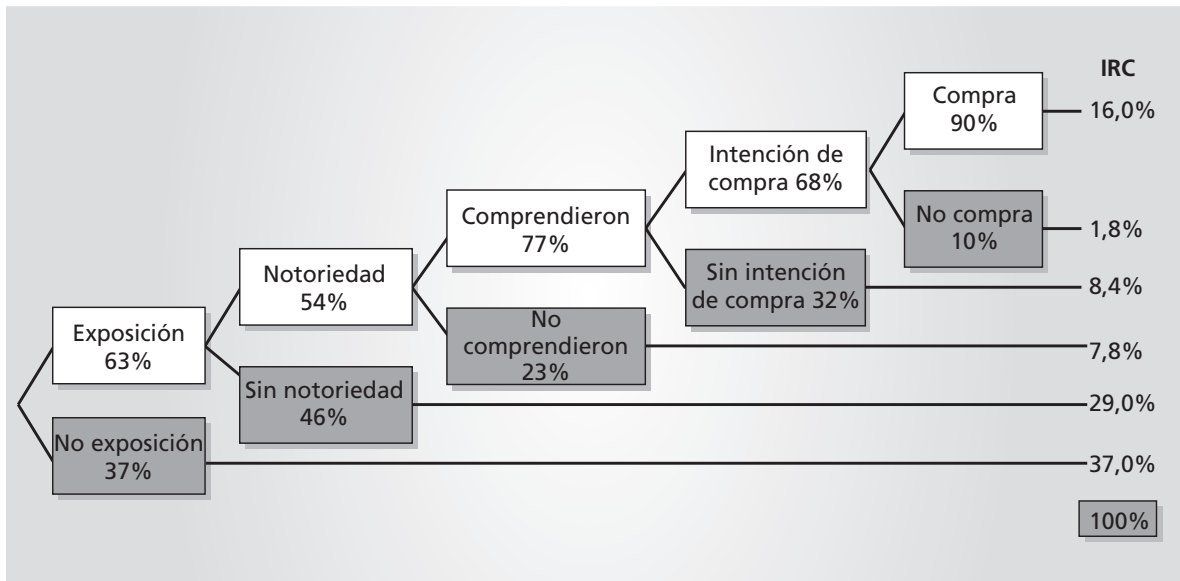 IRC
Compra
90%
16,0%
Intención de
compra 68%
No compra
10%
1,8%
Comprendieron
77%
Sin intención
de compra 32%
8,4%
Notoriedad
54%
No
comprendieron
23%
7,8%
Exposición
63%
Sin notoriedad
46%
29,0%
No exposición
37%
37,0%
100%